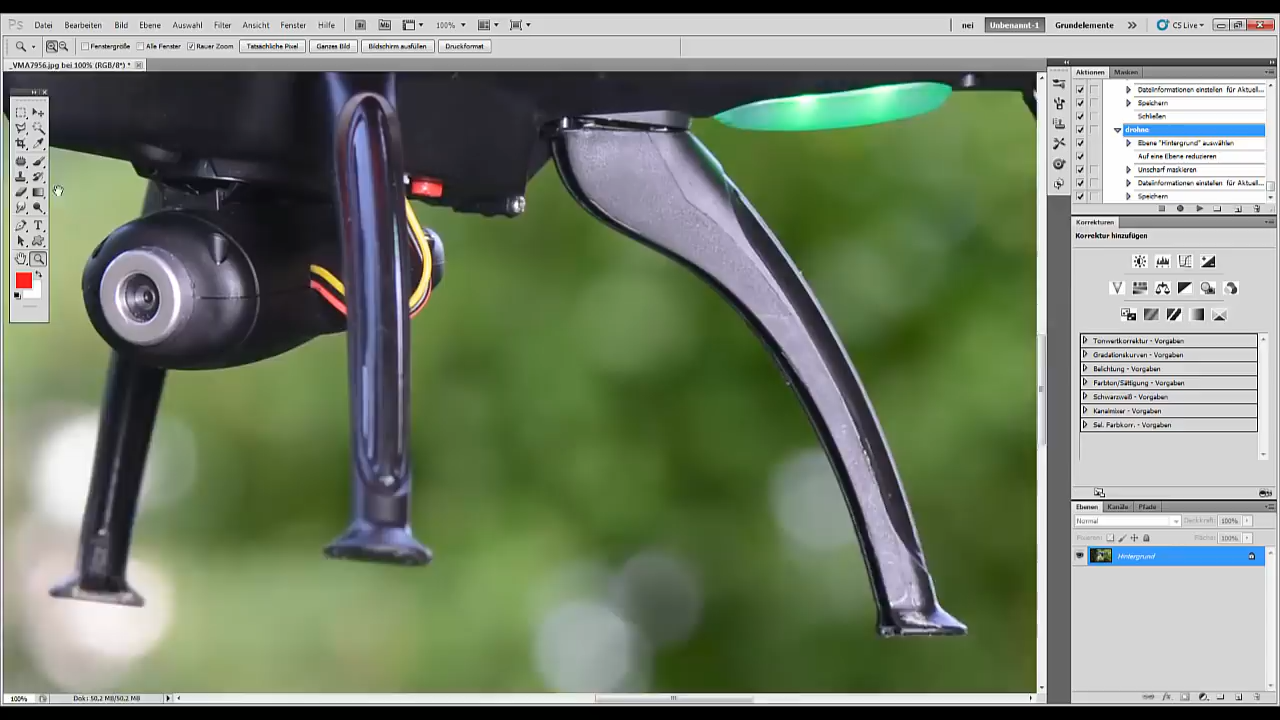 Ps Datei Bearbeiten Bild Ebene Auswahl Filter Ansicht Fenster Hilfe Br Mb 100% nei Unbenannt-1 Grundelemente CS Live
Fenstergröße Alle Fenster Rauer Zoom Tatsächliche Pixel Ganzes Bild Bildschirm ausfüllen Druckformat
_VMA7956.jpg bei 100% (RGB/8*) *
Aktionen Masken
Dateiinformationen einstellen für Aktuell...
Speichern
Schließen
drohne
Ebene "Hintergrund" auswählen
Auf eine Ebene reduzieren
Unscharf maskieren
Dateiinformationen einstellen für Aktuell...
Speichern
Korrekturen
Korrektur hinzufügen
Tonwertkorrektur - Vorgaben
Gradationskurven - Vorgaben
Belichtung - Vorgaben
Farbton/Sättigung - Vorgaben
Schwarzweiß - Vorgaben
Kanalmixer - Vorgaben
Sel. Farbkorr. - Vorgaben
Ebenen Kanäle Pfade
Normal Deckkraft: 100%
Fixieren: Fläche: 100%
Hintergrund
100% Dok: 50,2 MB/50,2 MB